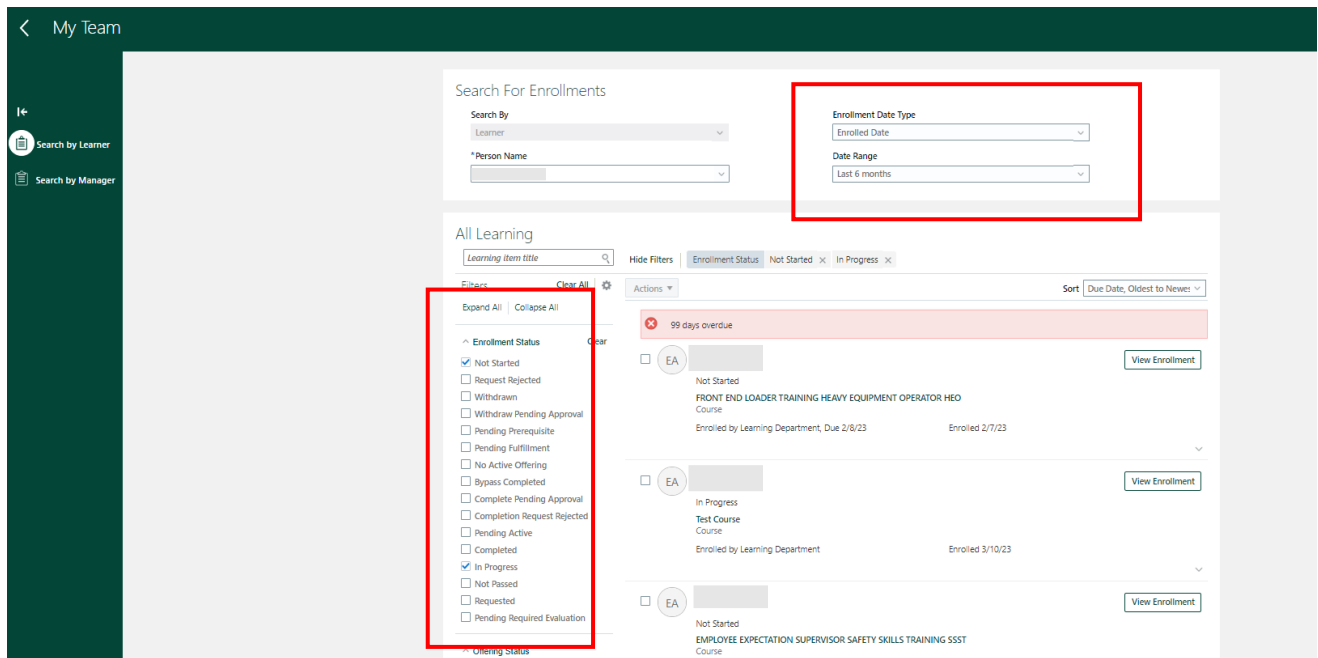 My Team
Search by Learner
Search by Manager
Search For Enrollments
Search By
Learner
*Person Name
Enrollment Date Type
Enrolled Date
Date Range
Last 6 months
All Learning
Learning item title
Hide Filters Enrollment Status Not Started In Progress
Filters Clear All
Actions
Sort Due Date, Oldest to Newes
Expand All Collapse All
Enrollment Status Clear
Not Started
Request Rejected
Withdrawn
Withdraw Pending Approval
Pending Prerequisite
Pending Fulfillment
No Active Offering
Bypass Completed
Complete Pending Approval
Completion Request Rejected
Pending Active
Completed
In Progress
Not Passed
Requested
Pending Required Evaluation
Offering Status
99 days overdue
EA
View Enrollment
Not Started
FRONT END LOADER TRAINING HEAVY EQUIPMENT OPERATOR HEO
Course
Enrolled by Learning Department, Due 2/8/23 Enrolled 2/7/23
EA
View Enrollment
In Progress
Test Course
Course
Enrolled by Learning Department Enrolled 3/10/23
EA
View Enrollment
Not Started
EMPLOYEE EXPECTATION SUPERVISOR SAFETY SKILLS TRAINING SSST
Course